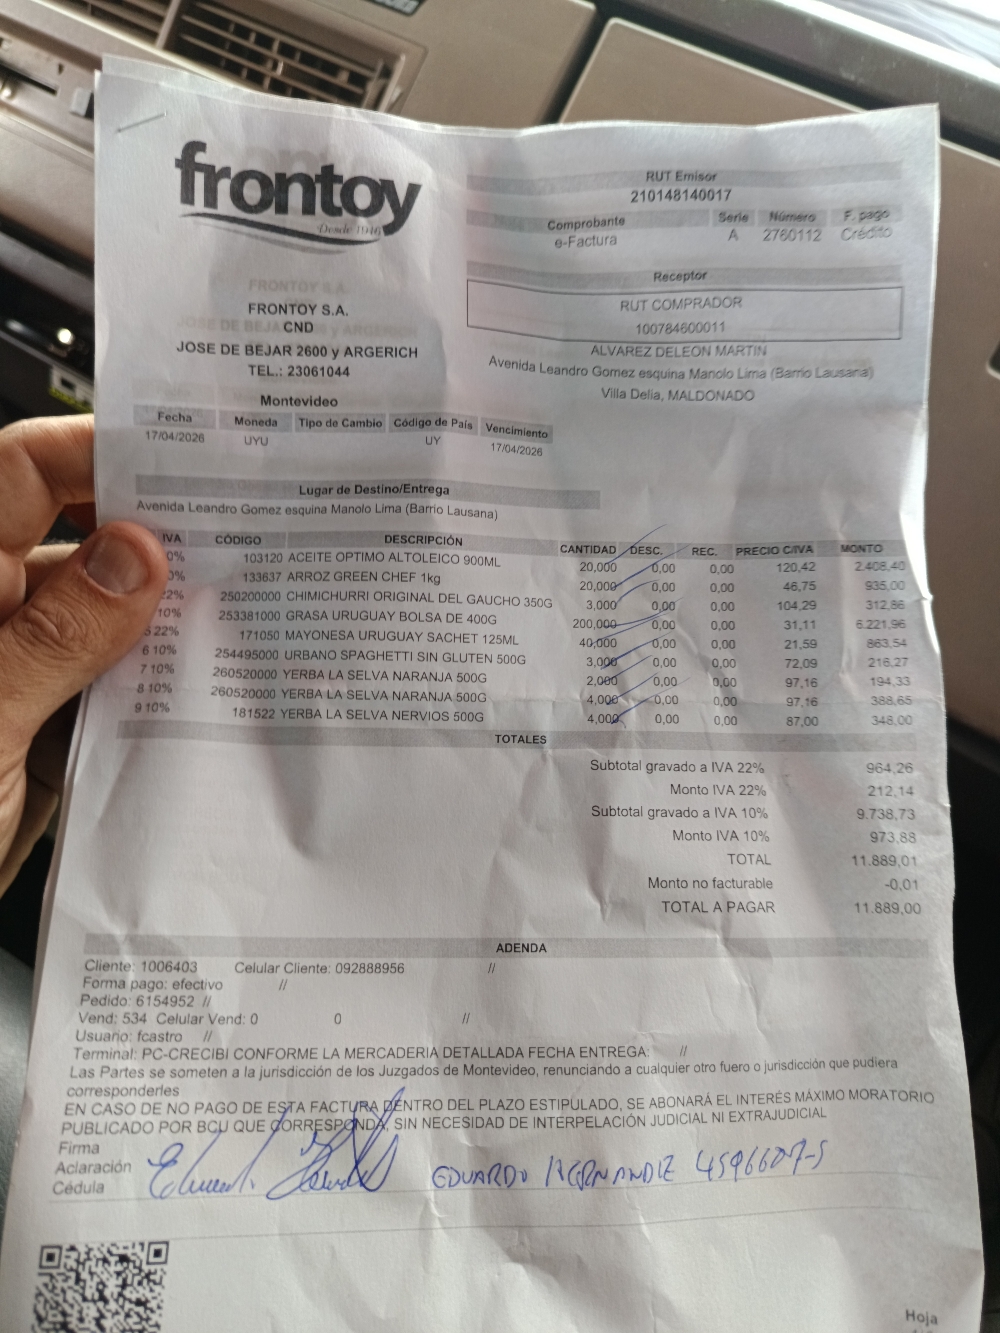 frontoy
Desde 1916
RUT Emisor
210148140017
Comprobante Serie Número F. pago
e-Factura A 2760112 Crédito
Receptor
RUT COMPRADOR
100784600011
ALVAREZ DELEON MARTIN
Avenida Leandro Gomez esquina Manolo Lima (Barrio Lausana)
Villa Delia, MALDONADO
FRONTOY S.A.
CND
JOSE DE BEJAR 2600 y ARGERICH
TEL.: 23061044
Montevideo
Fecha Moneda Tipo de Cambio Código de País Vencimiento
17/04/2026 UYU UY 17/04/2026
Lugar de Destino/Entrega
Avenida Leandro Gomez esquina Manolo Lima (Barrio Lausana)
IVA CÓDIGO DESCRIPCIÓN CANTIDAD DESC. REC. PRECIO C/IVA MONTO
0% 103120 ACEITE OPTIMO ALTOLEICO 900ML 20,000 0,00 0,00 120,42 2.408,40
0% 133637 ARROZ GREEN CHEF 1kg 20,000 0,00 0,00 46,75 935,00
22% 250200000 CHIMICHURRI ORIGINAL DEL GAUCHO 350G 3,000 0,00 0,00 104,29 312,86
10% 253381000 GRASA URUGUAY BOLSA DE 400G 200,000 0,00 0,00 31,11 6.221,96
5 22% 171050 MAYONESA URUGUAY SACHET 125ML 40,000 0,00 0,00 21,59 863,54
6 10% 254495000 URBANO SPAGHETTI SIN GLUTEN 500G 3,000 0,00 0,00 72,09 216,27
7 10% 260520000 YERBA LA SELVA NARANJA 500G 2,000 0,00 0,00 97,16 194,33
8 10% 260520000 YERBA LA SELVA NARANJA 500G 4,000 0,00 0,00 97,16 388,65
9 10% 181522 YERBA LA SELVA NERVIOS 500G 4,000 0,00 0,00 87,00 348,00
TOTALES
Subtotal gravado a IVA 22% 964,26
Monto IVA 22% 212,14
Subtotal gravado a IVA 10% 9.738,73
Monto IVA 10% 973,88
TOTAL 11.889,01
Monto no facturable -0,01
TOTAL A PAGAR 11.889,00
ADENDA
Cliente: 1006403 Celular Cliente: 092888956 //
Forma pago: efectivo //
Pedido: 6154952 //
Vend: 534 Celular Vend: 0 0 //
Usuario: fcastro //
Terminal: PC-CRECIBI CONFORME LA MERCADERIA DETALLADA FECHA ENTREGA: //
Las Partes se someten a la jurisdicción de los Juzgados de Montevideo, renunciando a cualquier otro fuero o jurisdicción que pudiera
corresponderles
EN CASO DE NO PAGO DE ESTA FACTURA DENTRO DEL PLAZO ESTIPULADO, SE ABONARÁ EL INTERÉS MÁXIMO MORATORIO
PUBLICADO POR BCU QUE CORRESPONDA, SIN NECESIDAD DE INTERPELACIÓN JUDICIAL NI EXTRAJUDICIAL
Firma
Aclaración EDUARDO HERNANDEZ 4596607-5
Cédula
Hoja